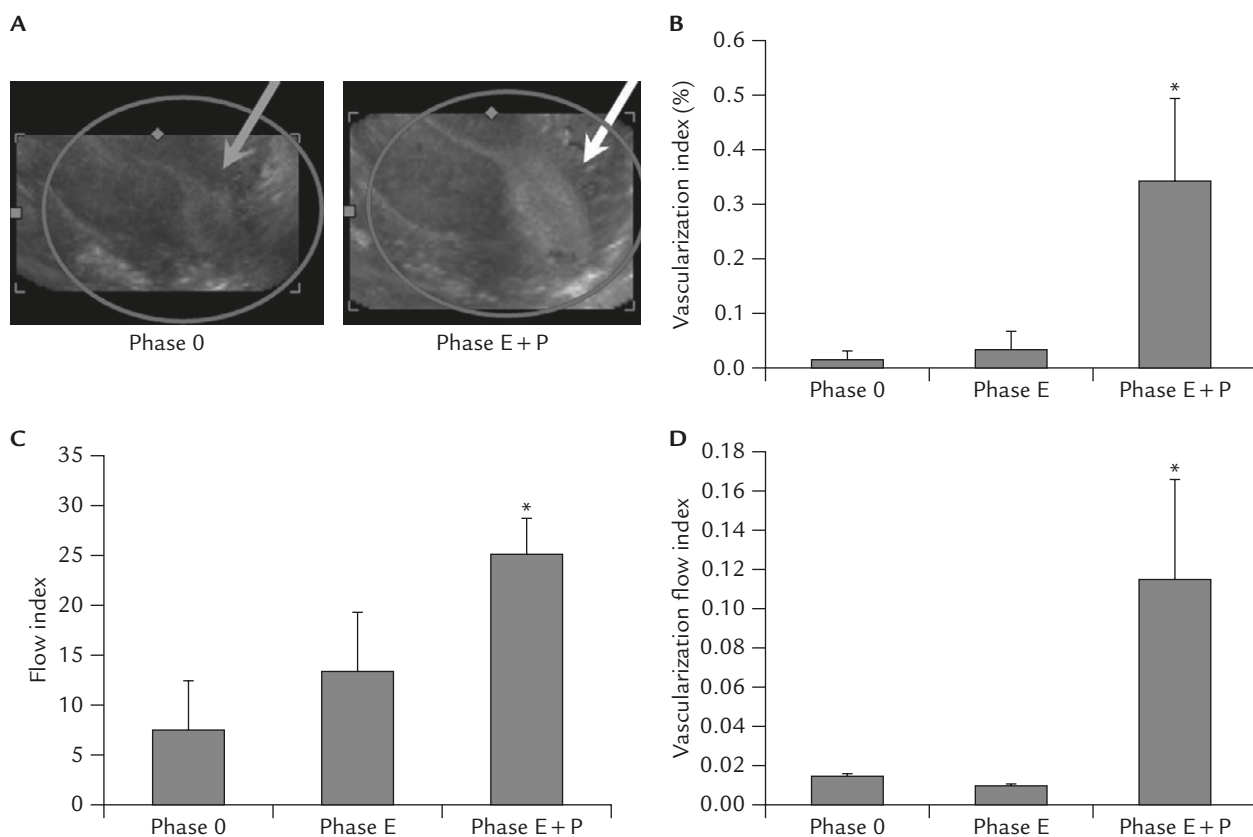 A
Phase 0
Phase E + P
B
Vascularization index (%)
0.6
0.5
0.4
0.3
0.2
0.1
0.0
Phase 0 Phase E Phase E + P
*
C
Flow index
35
30
25
20
15
10
5
0
Phase 0 Phase E Phase E + P
*
D
Vascularization flow index
0.18
0.16
0.14
0.12
0.10
0.08
0.06
0.04
0.02
0.00
Phase 0 Phase E Phase E + P
*